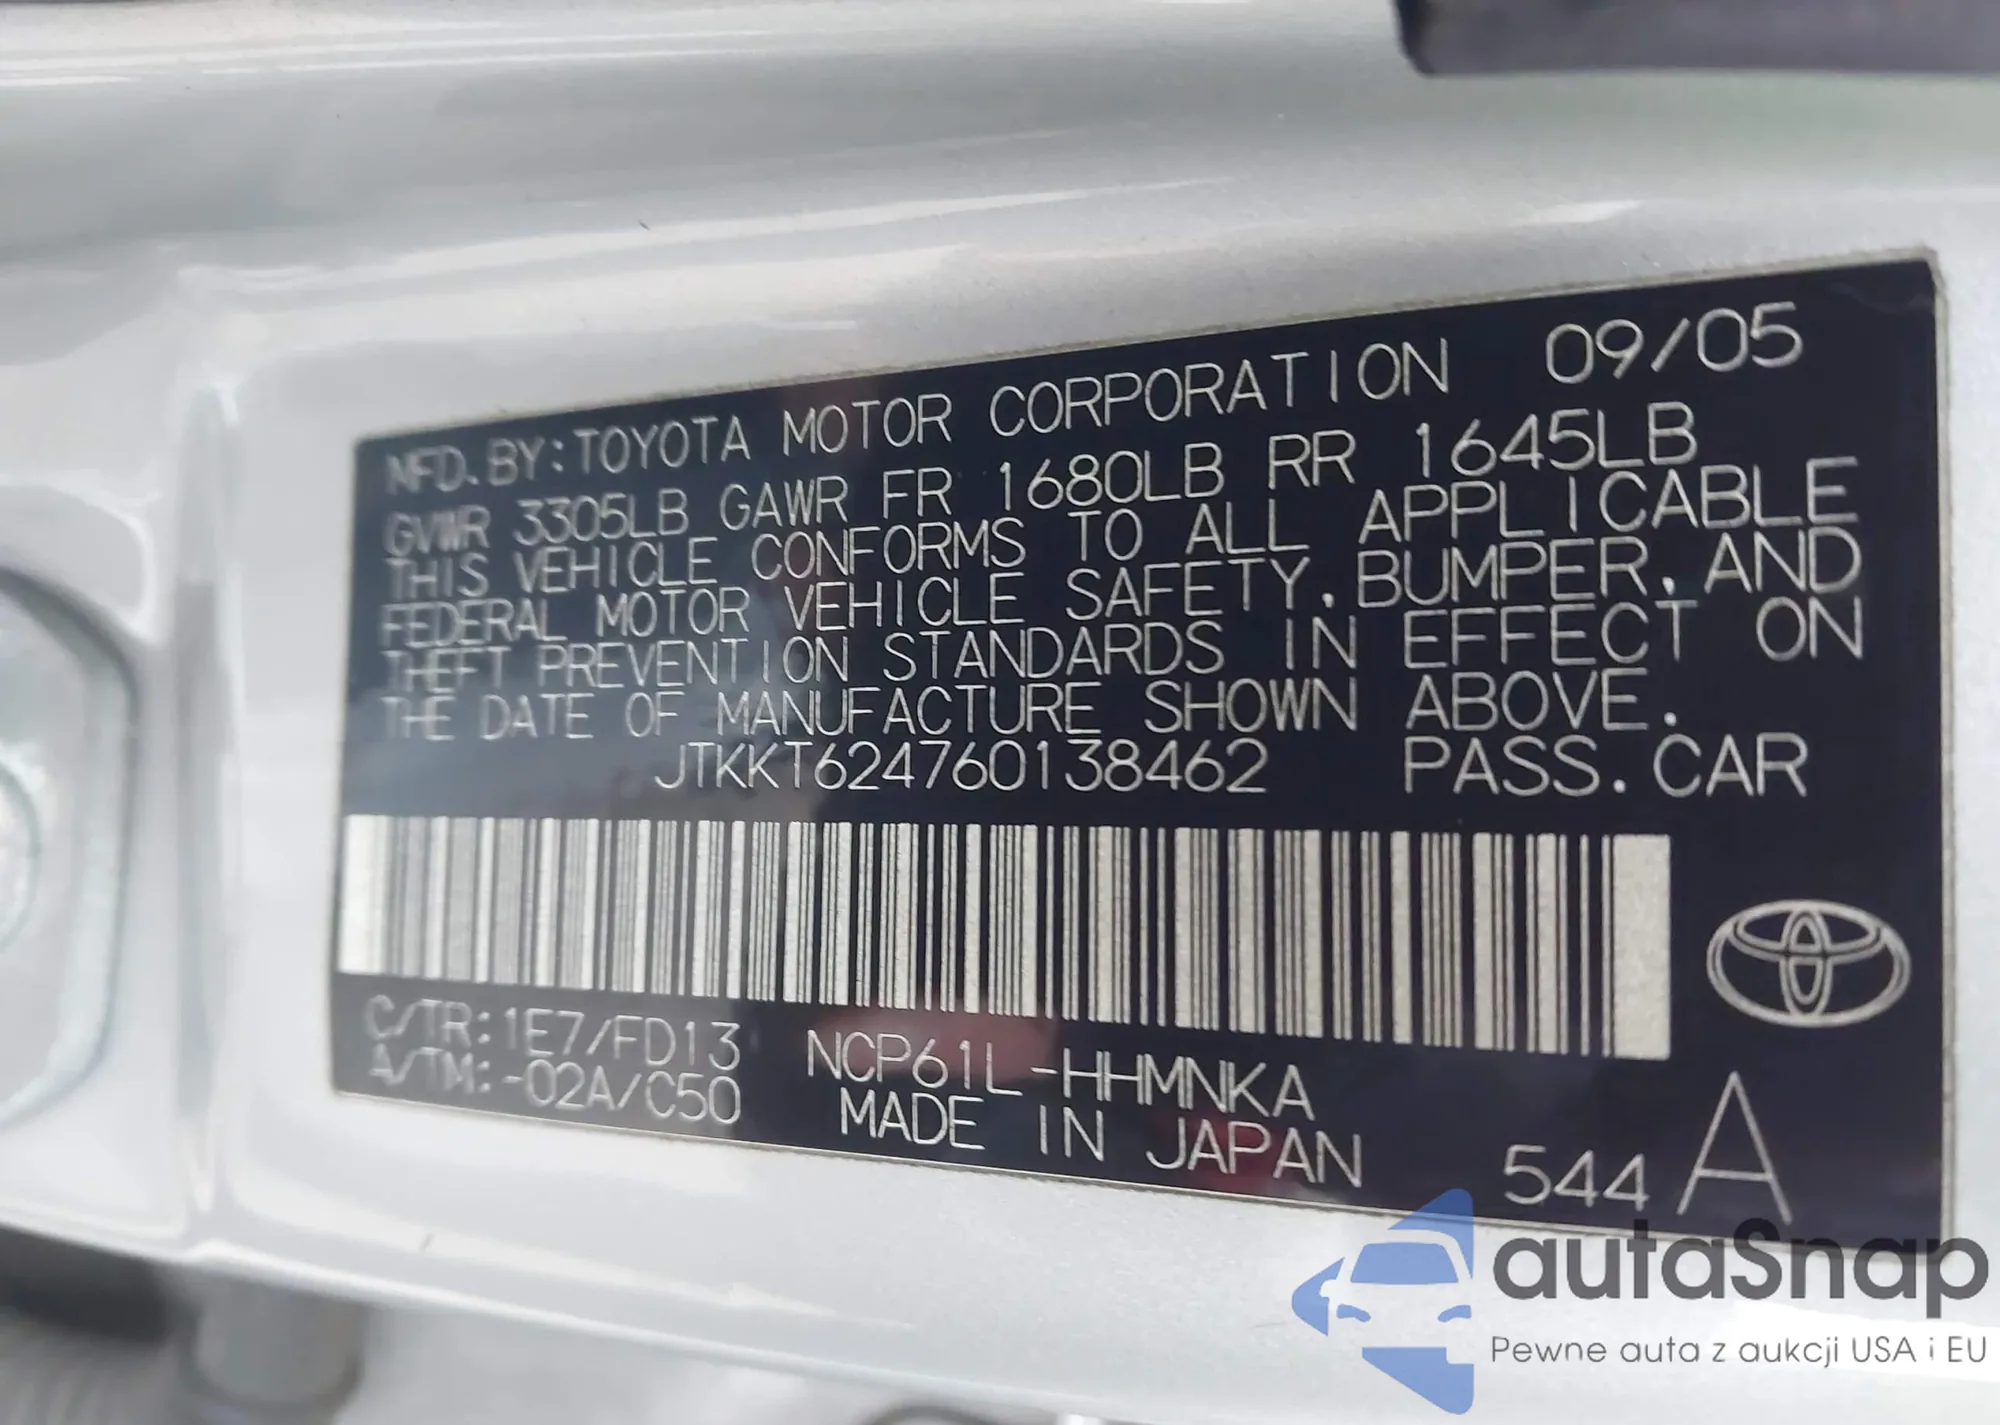 MFD. BY: TOYOTA MOTOR CORPORATION 09/05
GVWR 3305LB GAWR FR 1680LB RR 1645LB
THIS VEHICLE CONFORMS TO ALL APPLICABLE
FEDERAL MOTOR VEHICLE SAFETY, BUMPER, AND
THEFT PREVENTION STANDARDS IN EFFECT ON
THE DATE OF MANUFACTURE SHOWN ABOVE.
JTKKT624760138462 PASS. CAR
C/TR: 1E7/FD13 NCP61L-HHMNKA
A/TM: -02A/C50 MADE IN JAPAN 544 A
autaSnap
Pewne auta z aukcji USA i EU